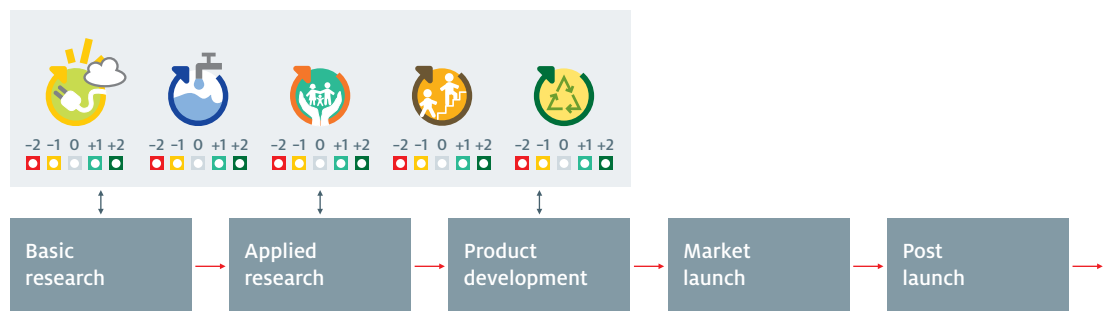 −2 −1 0 +1 +2 −2 −1 0 +1 +2 −2 −1 0 +1 +2 −2 −1 0 +1 +2 −2 −1 0 +1 +2
Basic
research
Applied
research
Product
development
Market
launch
Post
launch